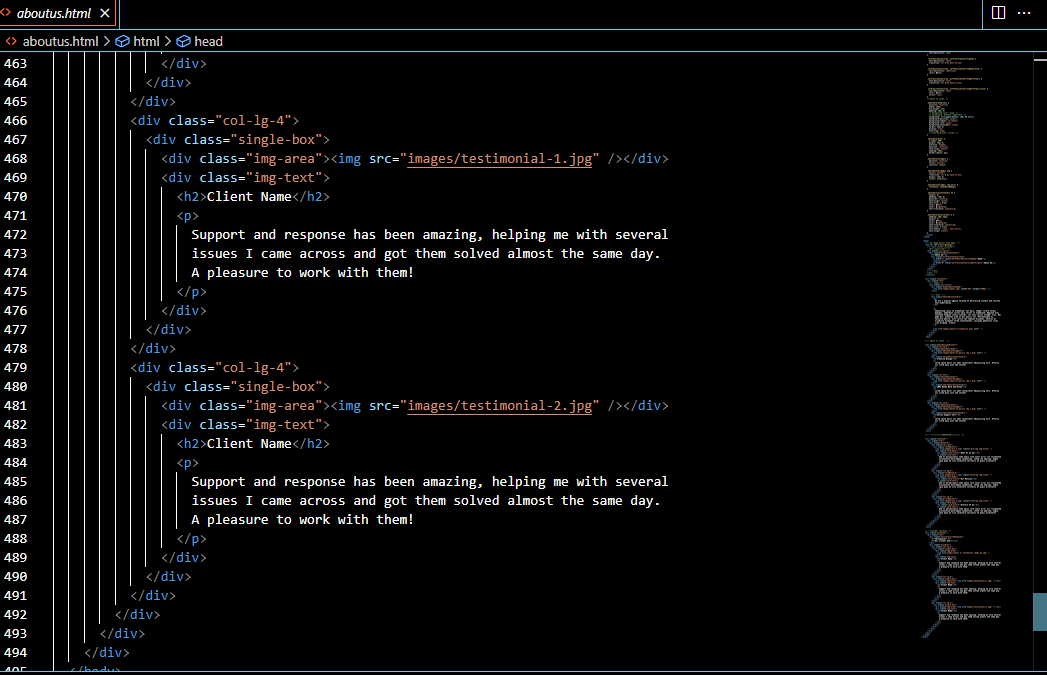 <> aboutus.html ×
<> aboutus.html > html > head
463 </div>
464 </div>
465 </div>
466 <div class="col-lg-4">
467 <div class="single-box">
468 <div class="img-area"><img src="images/testimonial-1.jpg" /></div>
469 <div class="img-text">
470 <h2>Client Name</h2>
471 <p>
472 Support and response has been amazing, helping me with several
473 issues I came across and got them solved almost the same day.
474 A pleasure to work with them!
475 </p>
476 </div>
477 </div>
478 </div>
479 <div class="col-lg-4">
480 <div class="single-box">
481 <div class="img-area"><img src="images/testimonial-2.jpg" /></div>
482 <div class="img-text">
483 <h2>Client Name</h2>
484 <p>
485 Support and response has been amazing, helping me with several
486 issues I came across and got them solved almost the same day.
487 A pleasure to work with them!
488 </p>
489 </div>
490 </div>
491 </div>
492 </div>
493 </div>
494 </div>
495 </body>